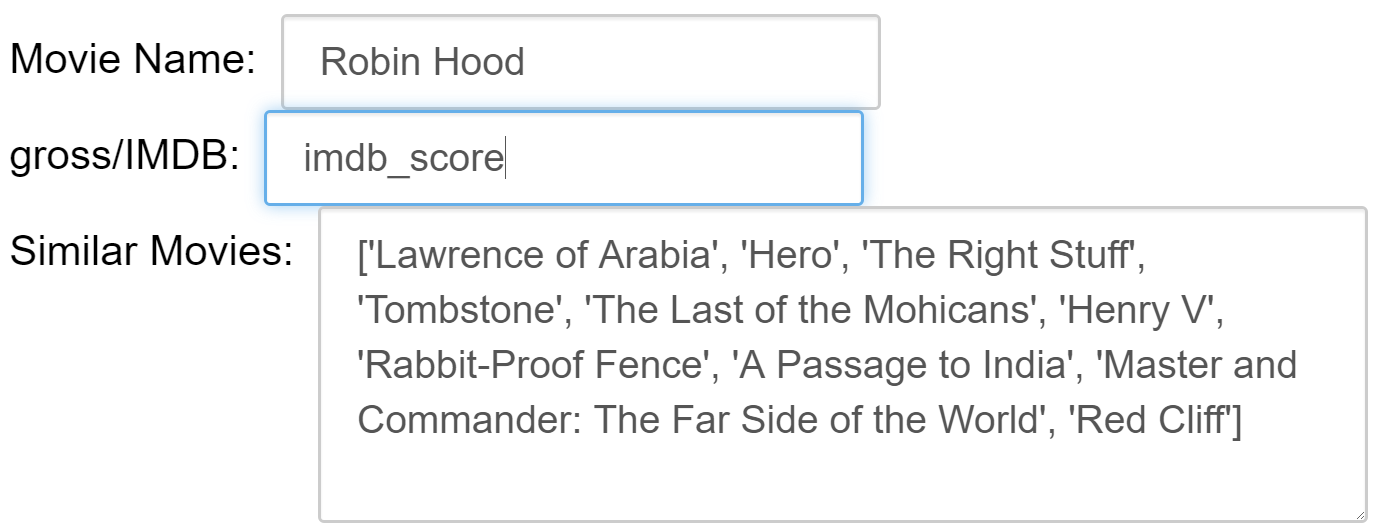 Movie Name: Robin Hood
gross/IMDB: imdb_score
Similar Movies: ['Lawrence of Arabia', 'Hero', 'The Right Stuff',
'Tombstone', 'The Last of the Mohicans', 'Henry V',
'Rabbit-Proof Fence', 'A Passage to India', 'Master and
Commander: The Far Side of the World', 'Red Cliff']